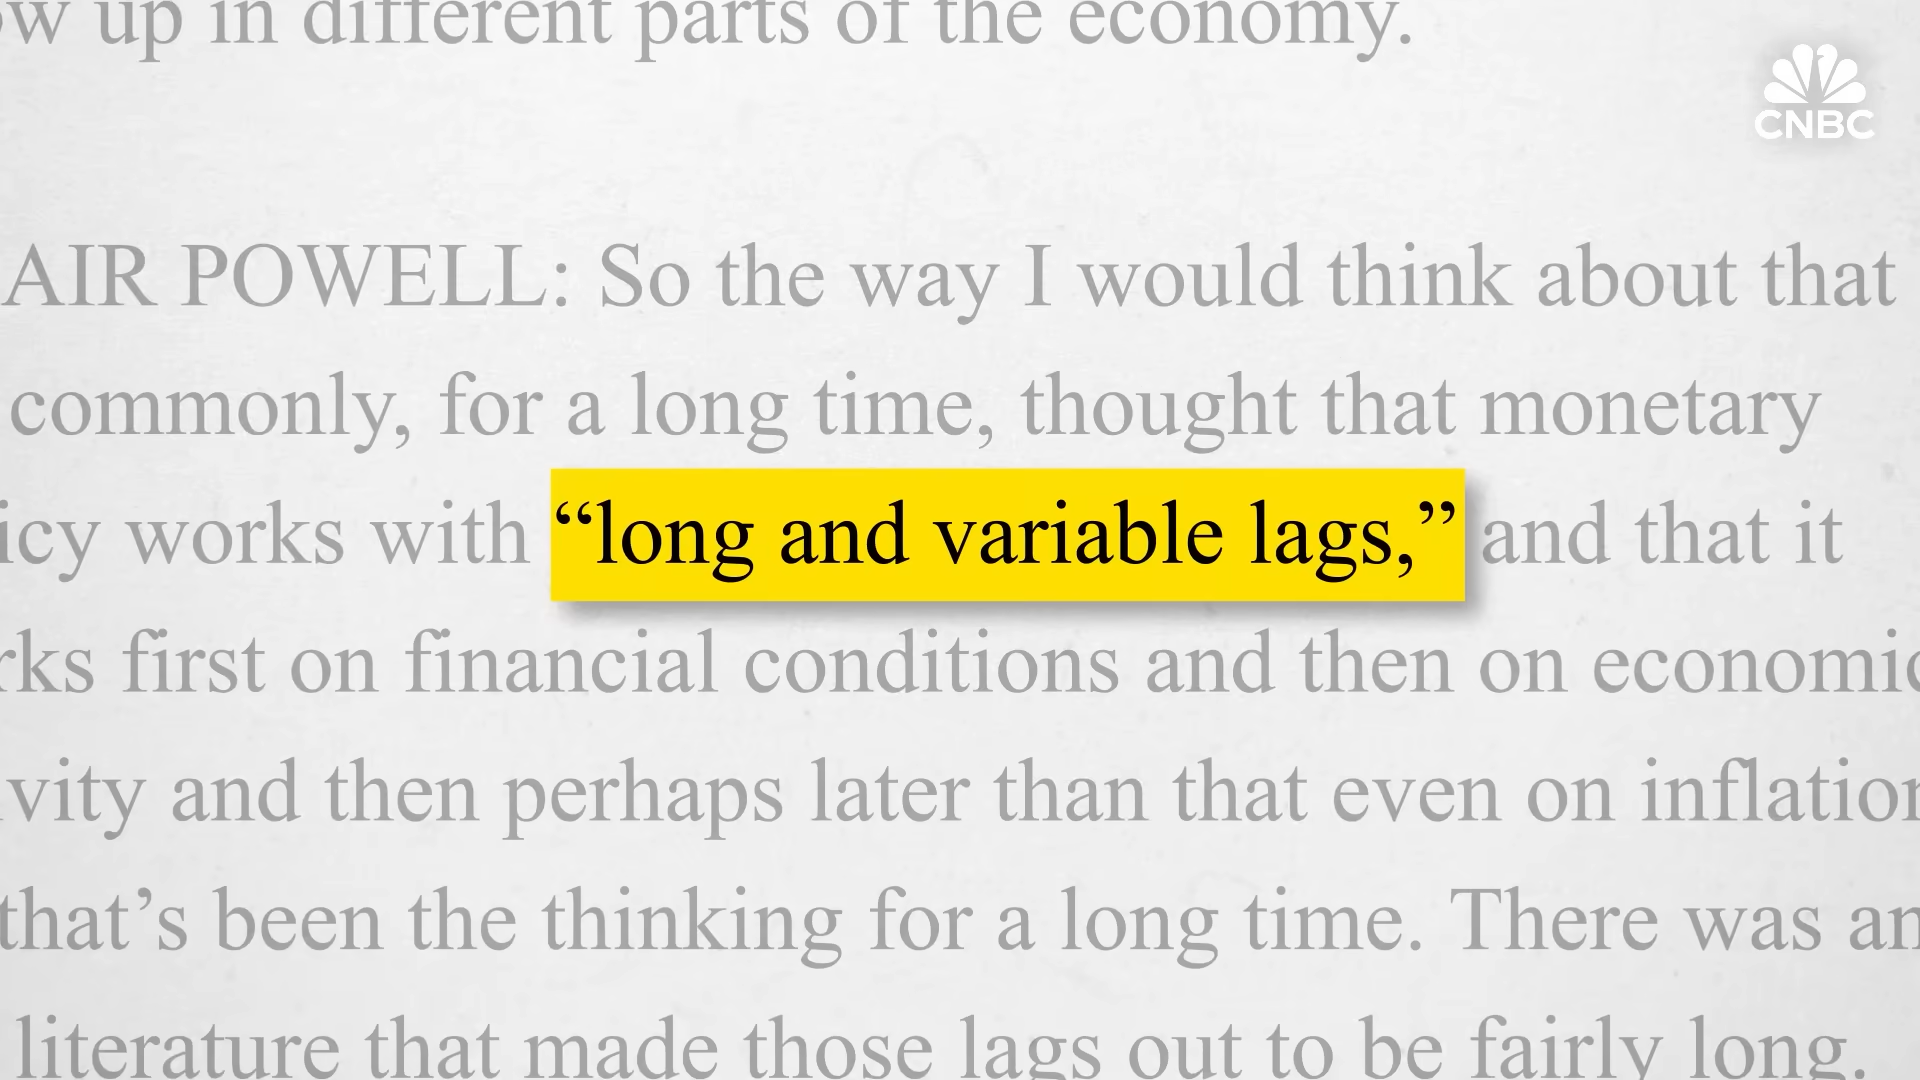 ow up in different parts of the economy.
CNBC
AIR POWELL: So the way I would think about that
commonly, for a long time, thought that monetary
icy works with “long and variable lags,” and that it
rks first on financial conditions and then on economic
vity and then perhaps later than that even on inflation
that’s been the thinking for a long time. There was an
literature that made those lags out to be fairly long.